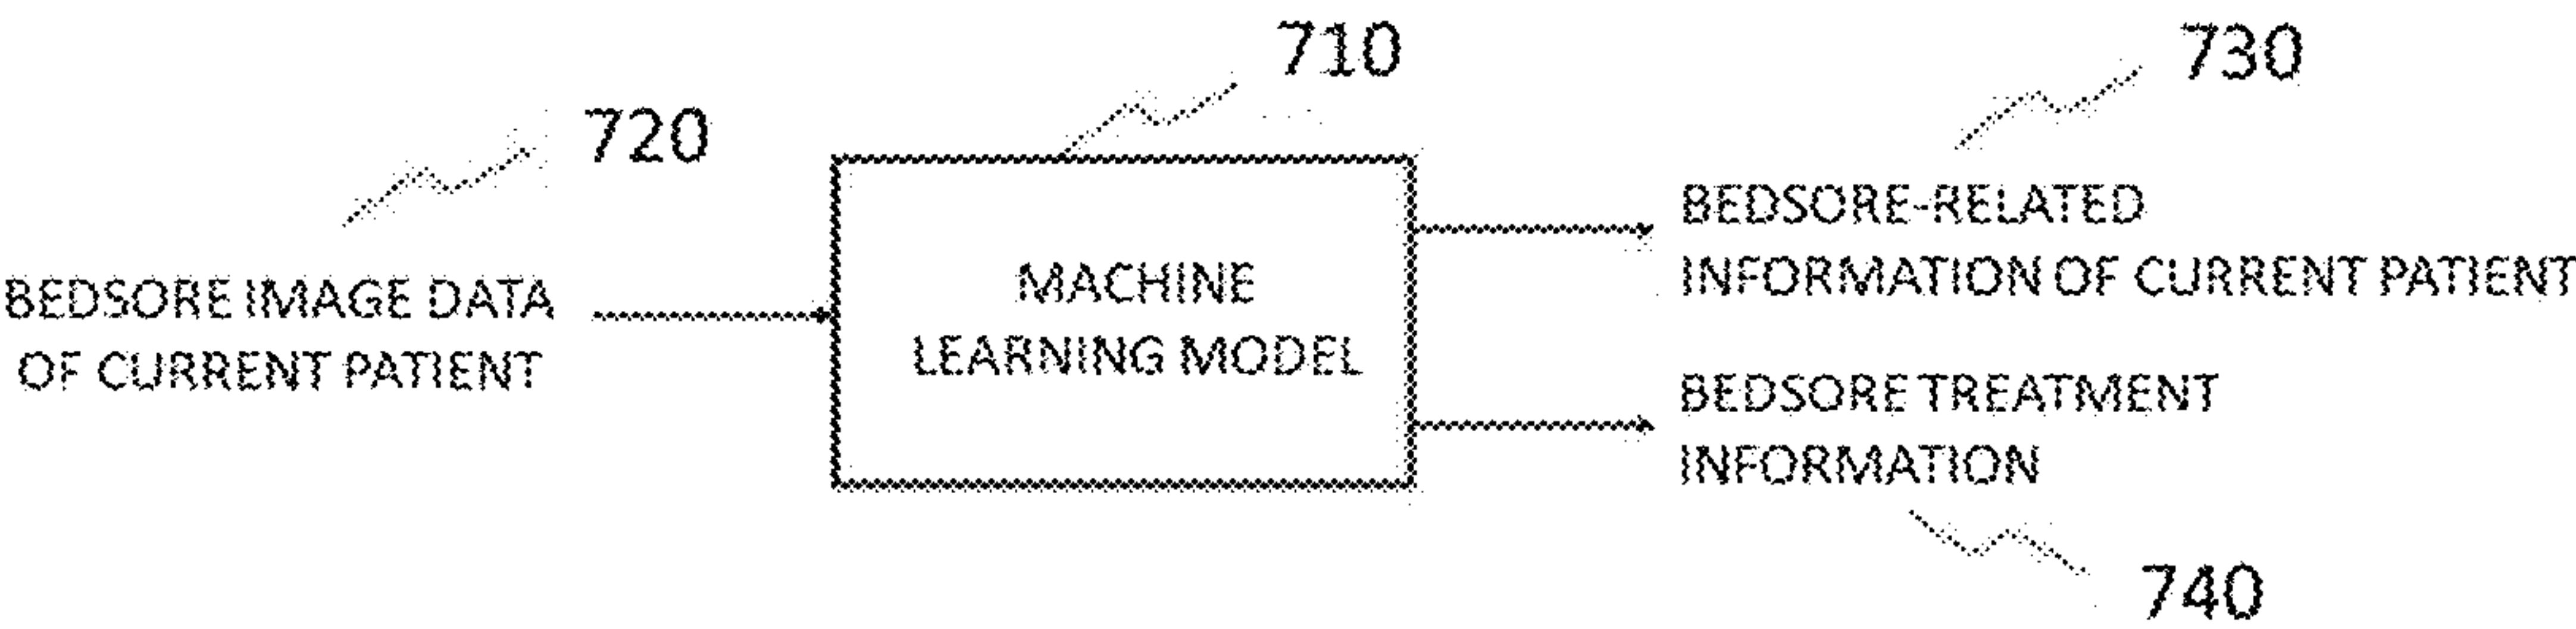 710
730
720
BEDSORE-RELATED
INFORMATION OF CURRENT PATIENT
BEDSORE IMAGE DATA
OF CURRENT PATIENT
MACHINE
LEARNING MODEL
BEDSORE TREATMENT
INFORMATION
740